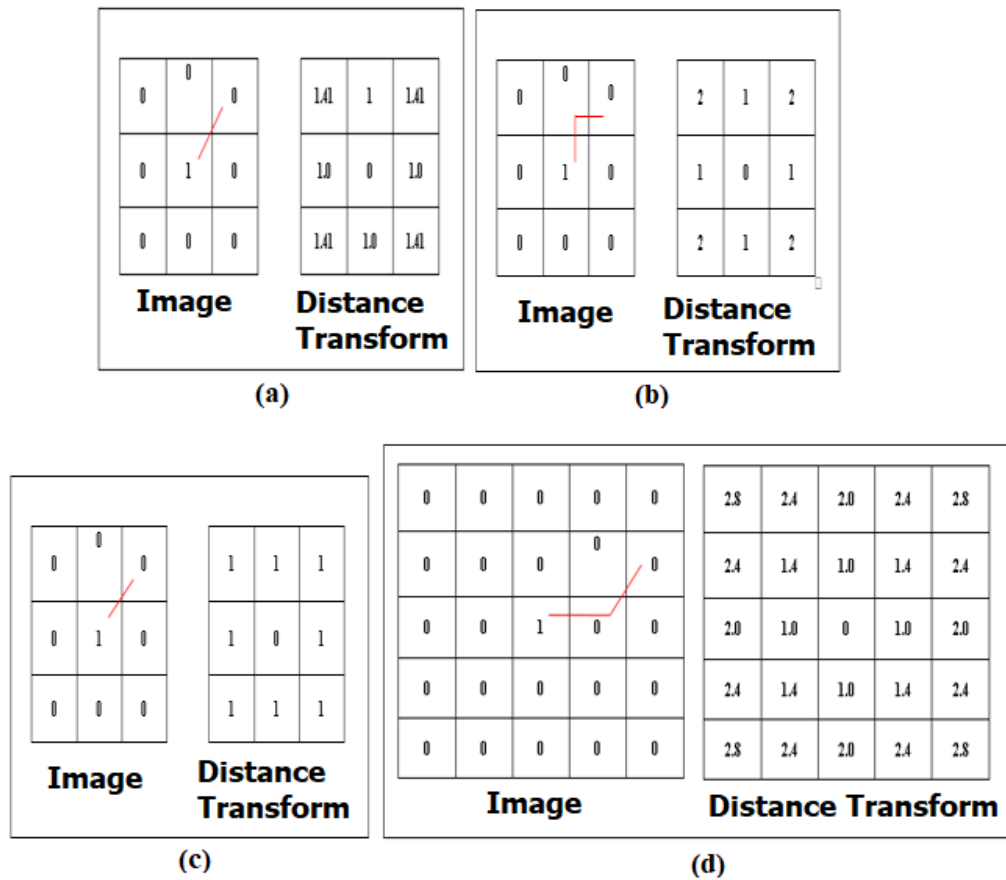 0 0 0
0 1 0
0 0 0
1.41 1 1.41
1.0 0 1.0
1.41 1.0 1.41
Image
Distance
Transform
(a)
0 0 0
0 1 0
0 0 0
2 1 2
1 0 1
2 1 2
Image
Distance
Transform
(b)
0 0 0
0 1 0
0 0 0
1 1 1
1 0 1
1 1 1
Image
Distance
Transform
(c)
0 0 0 0 0
0 0 0 0 0
0 0 1 0 0
0 0 0 0 0
0 0 0 0 0
2.8 2.4 2.0 2.4 2.8
2.4 1.4 1.0 1.4 2.4
2.0 1.0 0 1.0 2.0
2.4 1.4 1.0 1.4 2.4
2.8 2.4 2.0 2.4 2.8
Image
Distance Transform
(d)